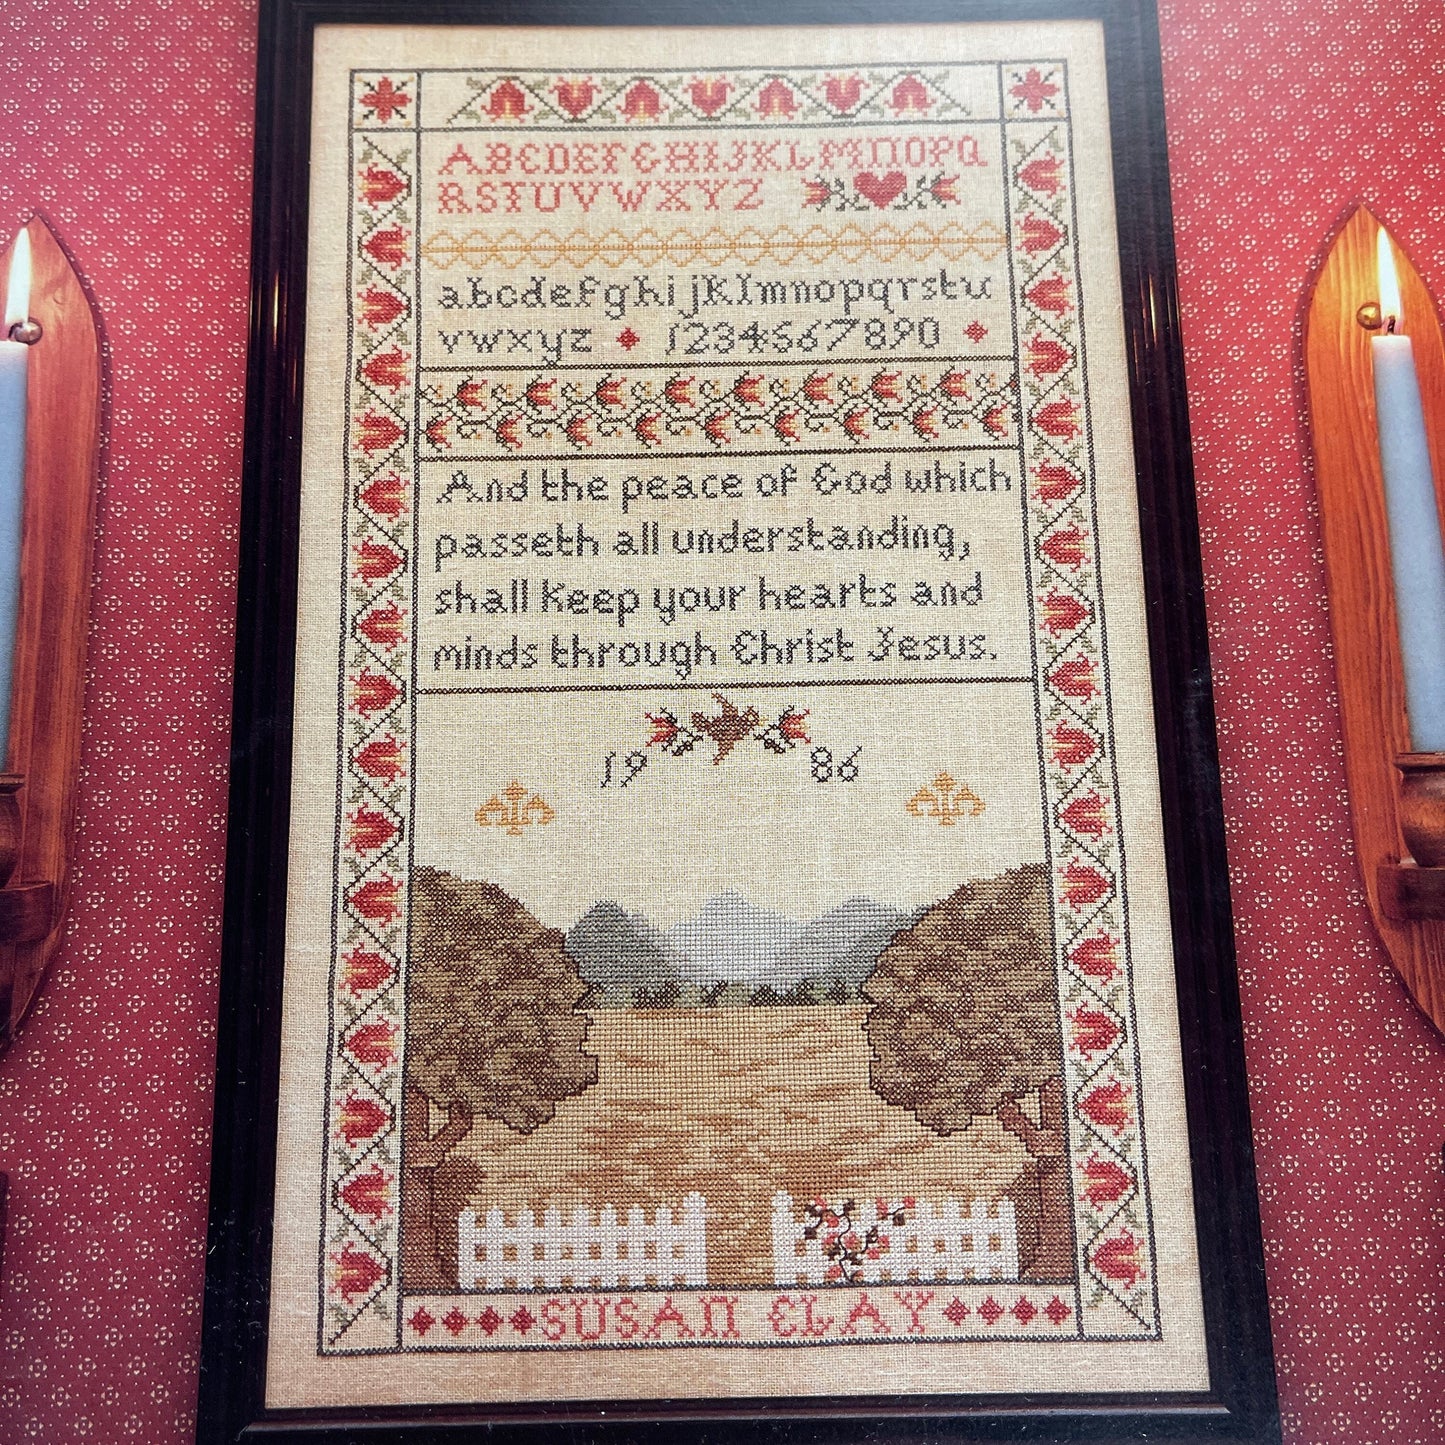 ABCDEFGHIJKLMNOPQ
RSTUVWXYZ
abcdefghijklmnopqrstu
vwxyz 1234567890
And the peace of God which
passeth all understanding,
shall keep your hearts and
minds through Christ Jesus.
19 86
SUSAN CLAY